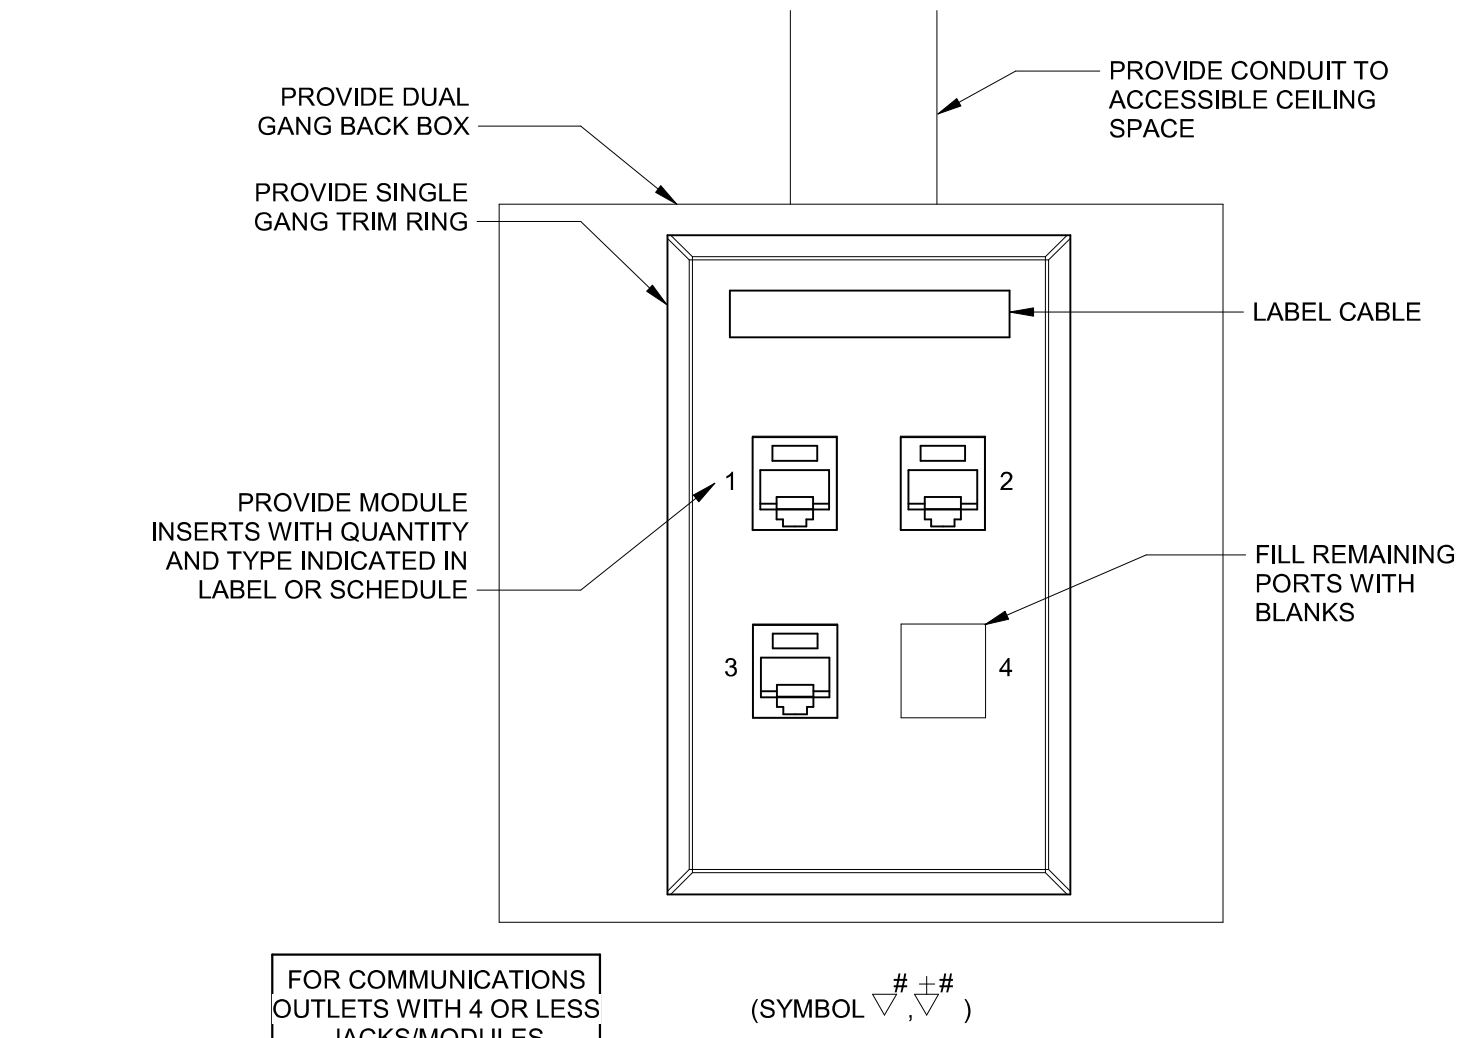 PROVIDE DUAL
GANG BACK BOX
PROVIDE CONDUIT TO
ACCESSIBLE CEILING
SPACE
PROVIDE SINGLE
GANG TRIM RING
LABEL CABLE
1
2
PROVIDE MODULE
INSERTS WITH QUANTITY
AND TYPE INDICATED IN
LABEL OR SCHEDULE
FILL REMAINING
PORTS WITH
BLANKS
3
4
FOR COMMUNICATIONS
OUTLETS WITH 4 OR LESS
JACKS/MODULES
(SYMBOL ▽#, ▽±#)